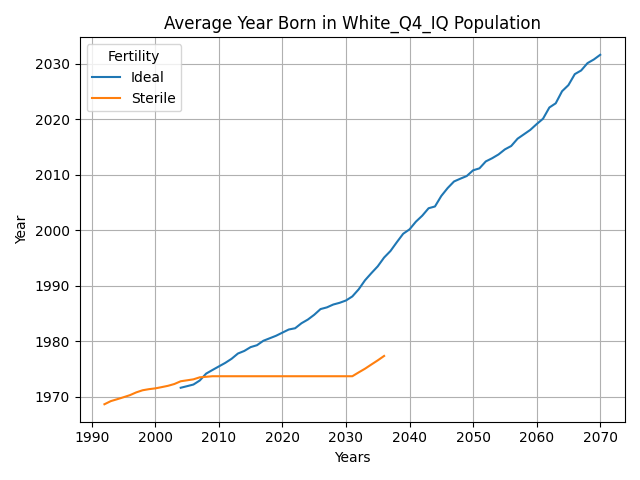 Average Year Born in White_Q4_IQ Population
Fertility
Ideal
Sterile
Year
2030
2020
2010
2000
1990
1980
1970
1990 2000 2010 2020 2030 2040 2050 2060 2070
Years